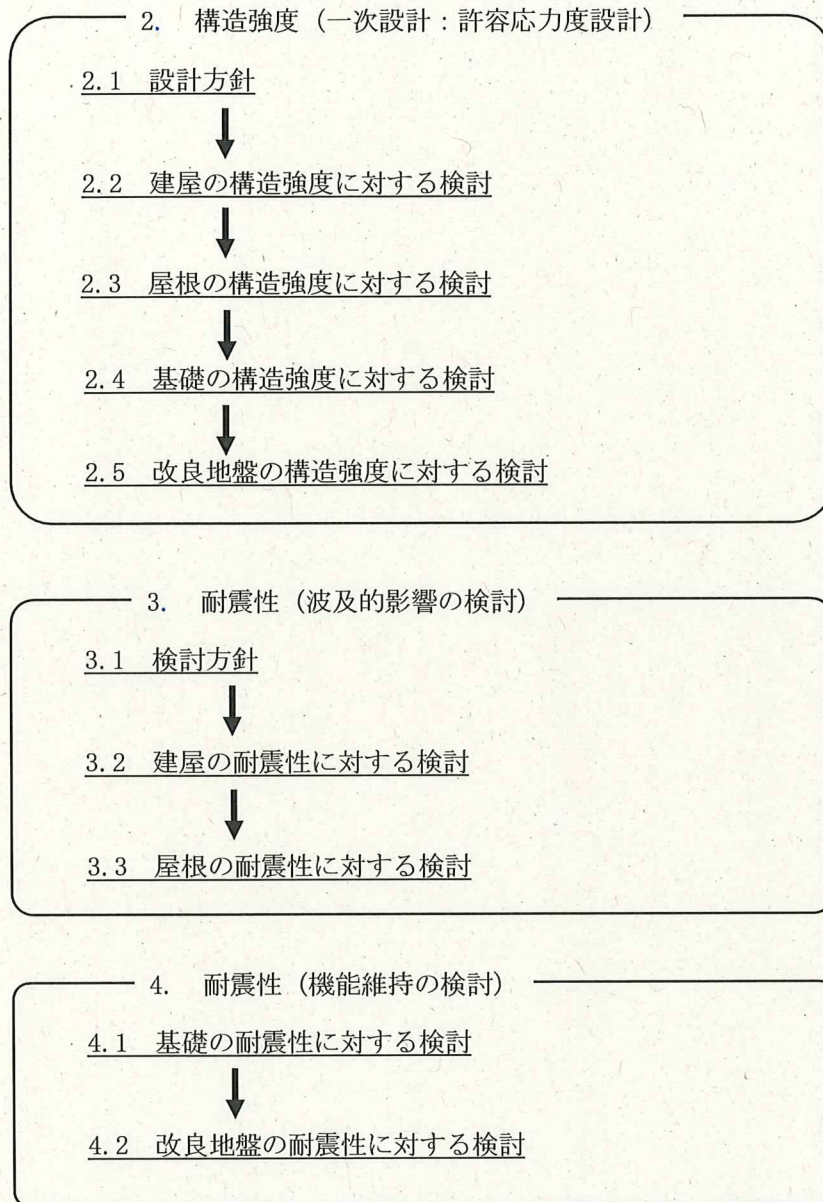 2. 構造強度（一次設計：許容応力度設計）
2.1 設計方針
2.2 建屋の構造強度に対する検討
2.3 屋根の構造強度に対する検討
2.4 基礎の構造強度に対する検討
2.5 改良地盤の構造強度に対する検討
3. 耐震性（波及的影響の検討）
3.1 検討方針
3.2 建屋の耐震性に対する検討
3.3 屋根の耐震性に対する検討
4. 耐震性（機能維持の検討）
4.1 基礎の耐震性に対する検討
4.2 改良地盤の耐震性に対する検討